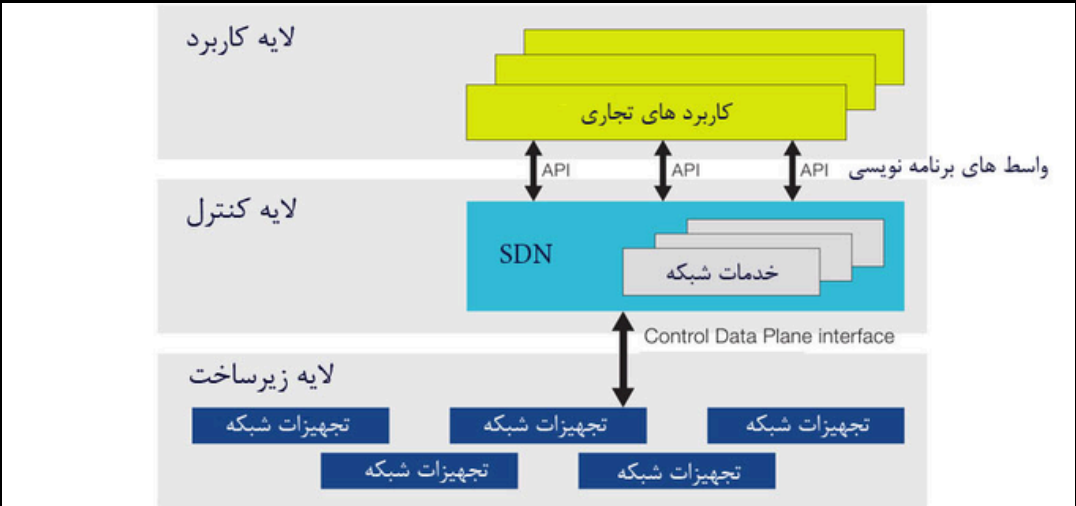 لایه کاربرد
کاربرد های تجاری
API
API
API
واسط های برنامه نویسی
لایه کنترل
SDN
خدمات شبکه
Control Data Plane interface
لایه زیرساخت
تجهیزات شبکه
تجهیزات شبکه
تجهیزات شبکه
تجهیزات شبکه
تجهیزات شبکه